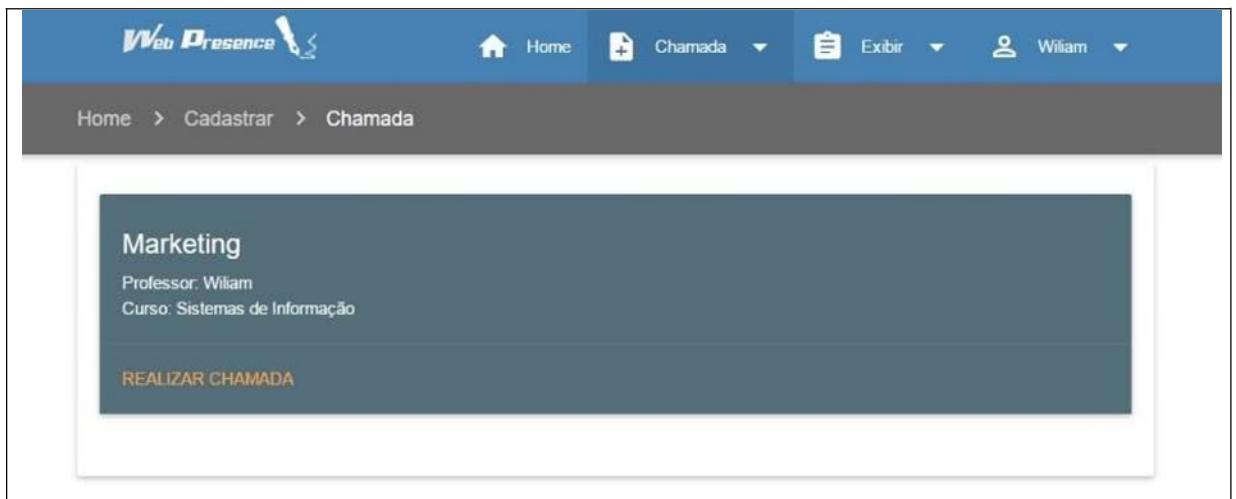 Web Presence Home Chamada Exibir Wiliam
Home > Cadastrar > Chamada
Marketing
Professor: Wiliam
Curso: Sistemas de Informação
REALIZAR CHAMADA